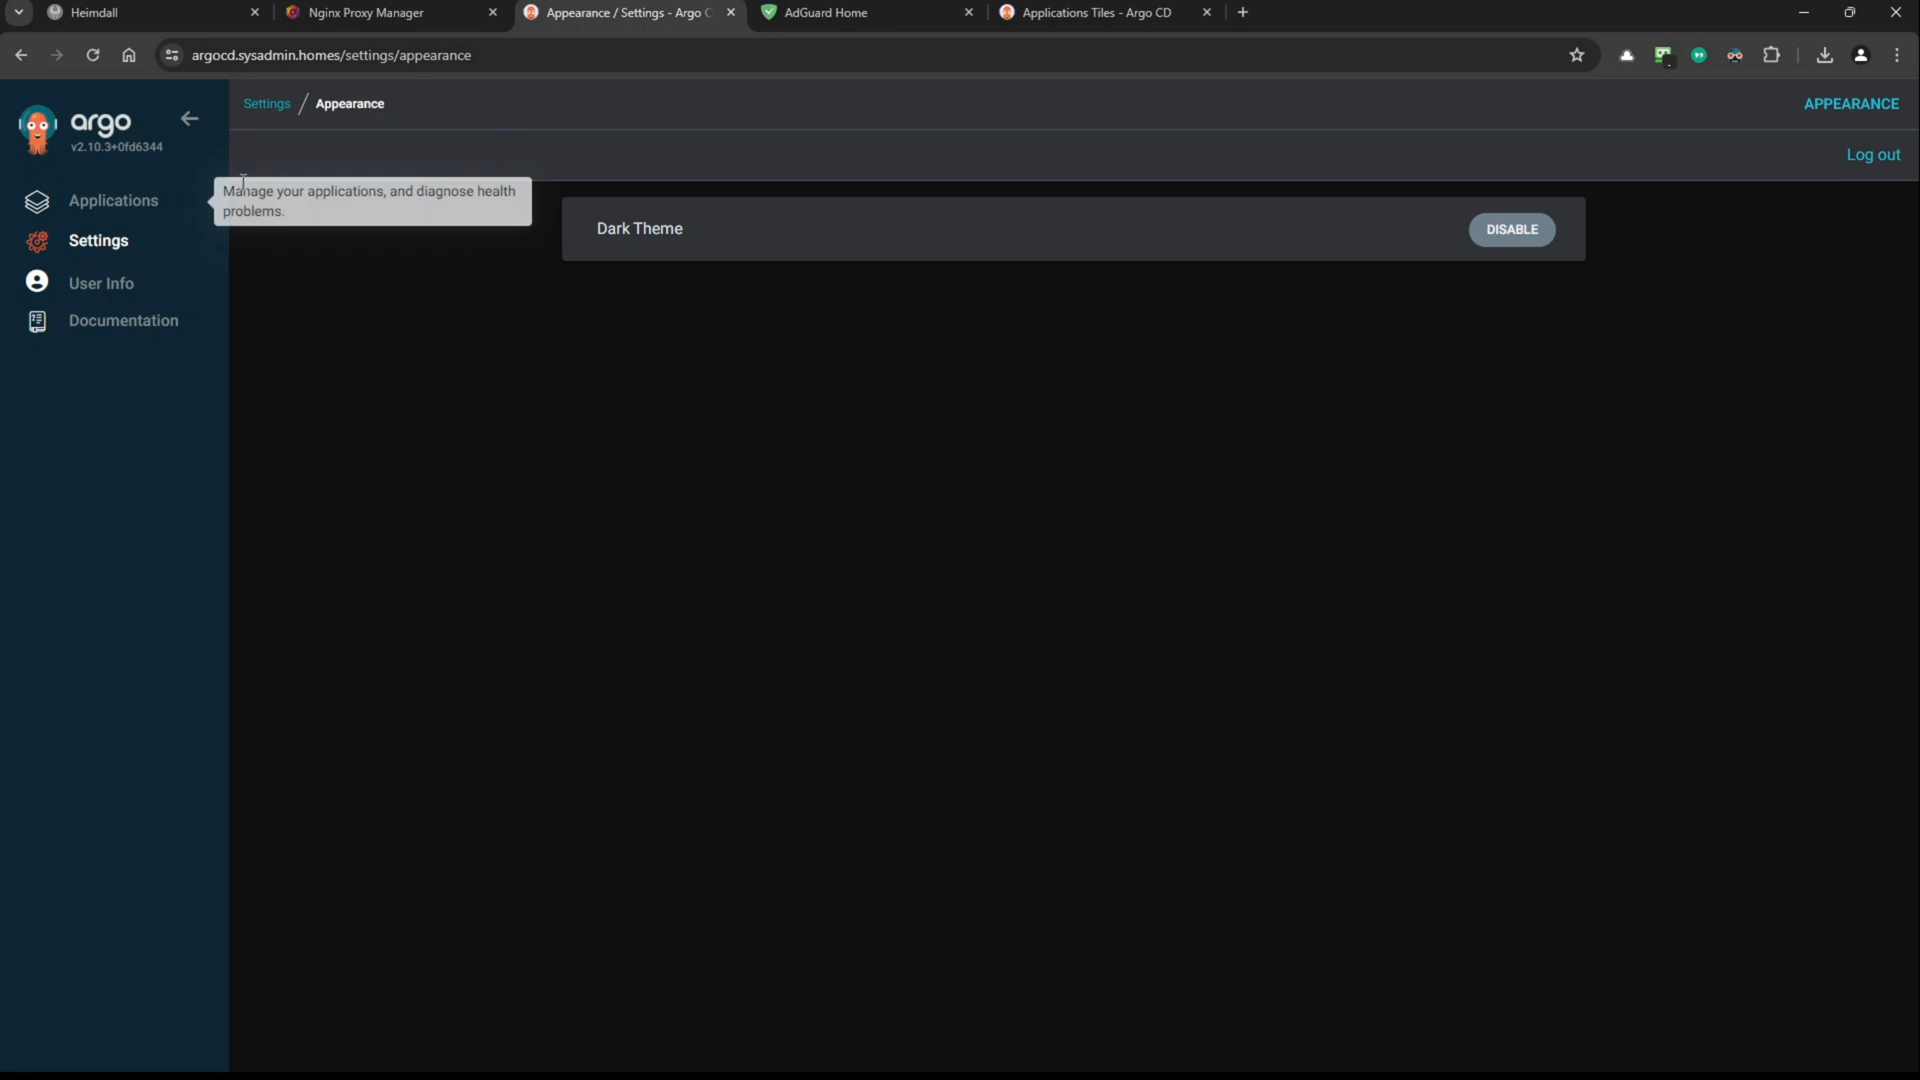 Heimdall
Nginx Proxy Manager
Appearance / Settings - Argo C
AdGuard Home
Applications Tiles - Argo CD
argocd.sysadmin.homes/settings/appearance
argo
v2.10.3+0fd6344
Settings / Appearance
APPEARANCE
Log out
Applications
Settings
User Info
Documentation
Manage your applications, and diagnose health
problems.
Dark Theme
DISABLE